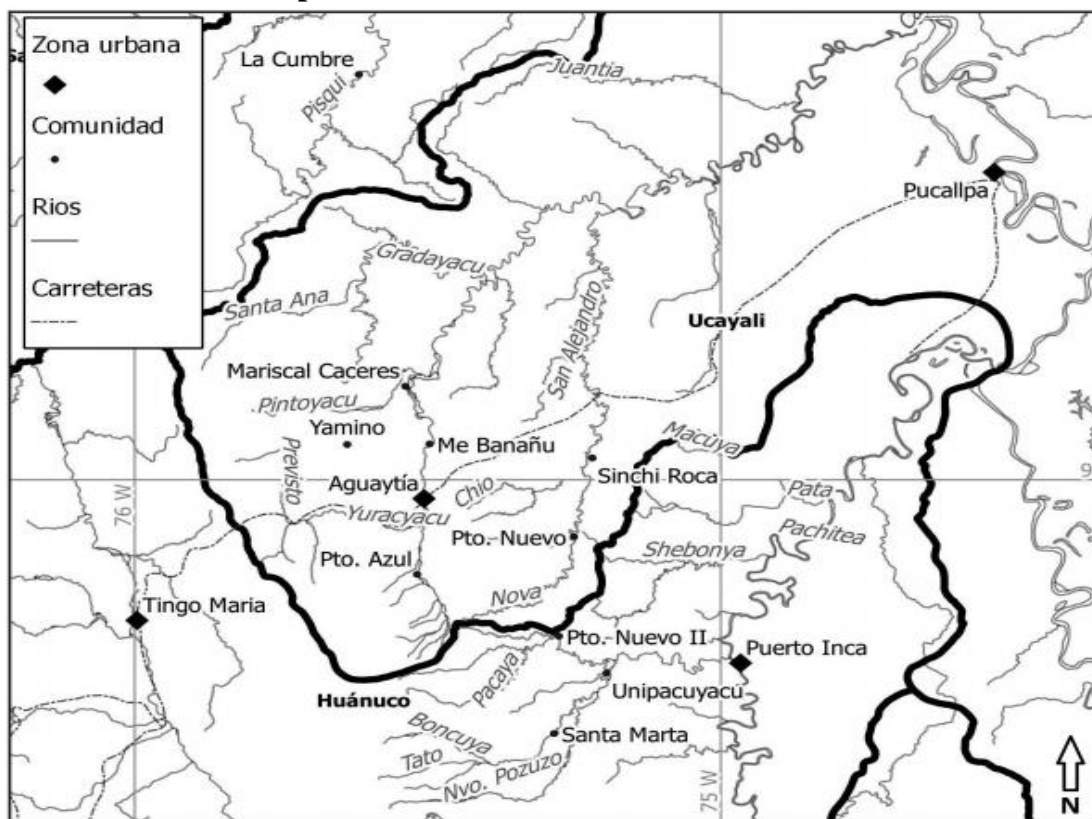 Zona urbana
Comunidad
Rios
Carreteras
La Cumbre
Pisqui
Juantia
Pucallpa
Gradayacu
Santa Ana
San Alejandro
Ucayali
Mariscal Caceres
Pintoyacu
Yamino
Me Banañu
Macuya
Previsto
Aguaytía
Chio
Sinchi Roca
9
76 W
Yuracyacu
Pata
Pto. Nuevo
Pachitea
Shebonya
Pto. Azul
Nova
Tingo Maria
Pto. Nuevo II
Puerto Inca
Pacaya
Unipacuyacú
Huánuco
Boncuya
Santa Marta
Tato
Nvo. Pozuzo
75 W
N